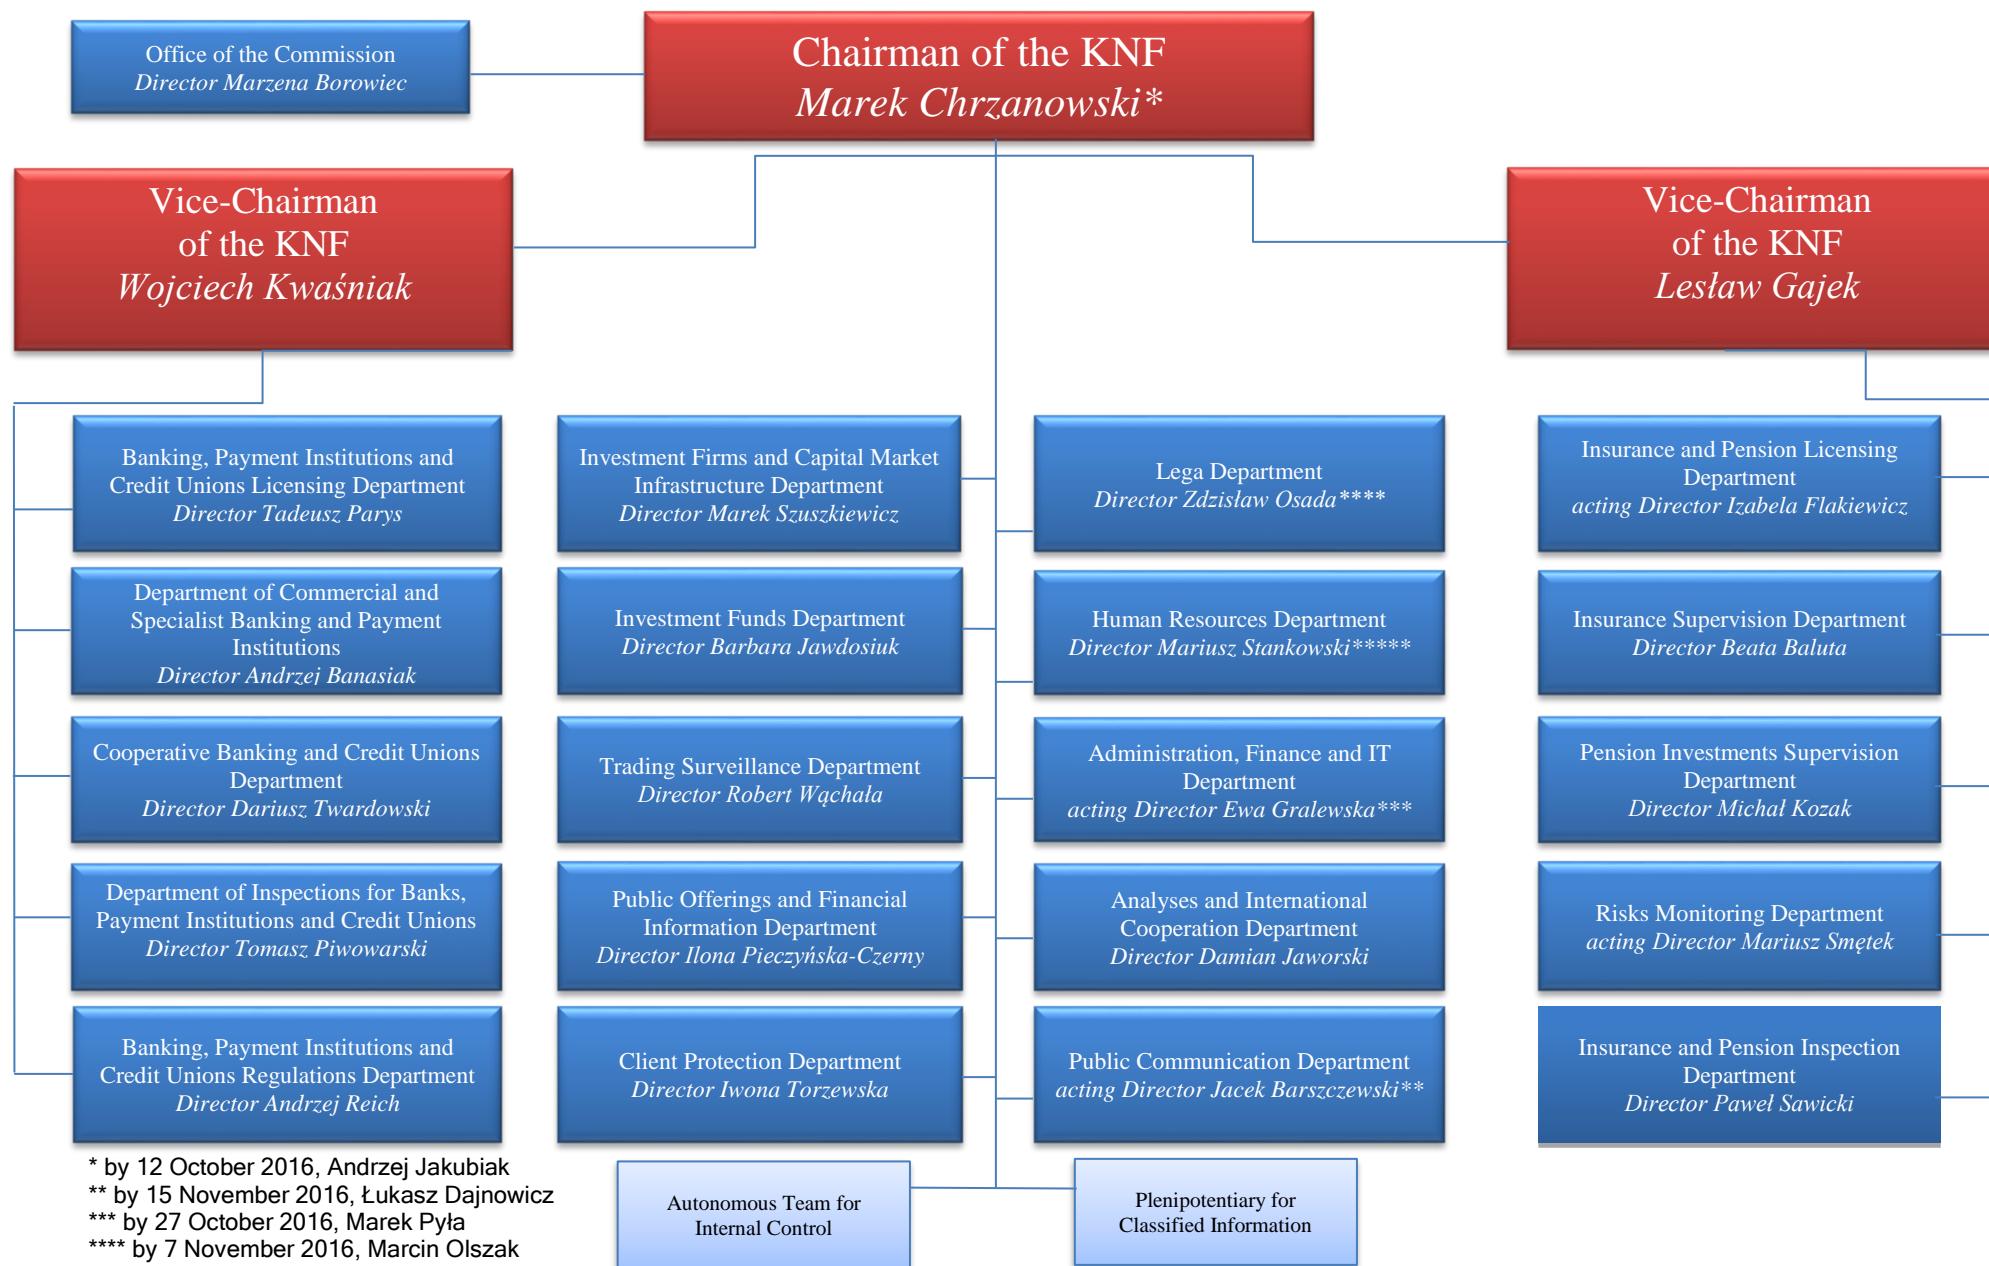 Office of the Commission
Director Marzena Borowiec
Chairman of the KNF
Marek Chrzanowski*
Vice-Chairman
of the KNF
Wojciech Kwaśniak
Vice-Chairman
of the KNF
Lesław Gajek
Banking, Payment Institutions and
Credit Unions Licensing Department
Director Tadeusz Parys
Department of Commercial and
Specialist Banking and Payment
Institutions
Director Andrzej Banasiak
Cooperative Banking and Credit Unions
Department
Director Dariusz Twardowski
Department of Inspections for Banks,
Payment Institutions and Credit Unions
Director Tomasz Piwowarski
Banking, Payment Institutions and
Credit Unions Regulations Department
Director Andrzej Reich
Investment Firms and Capital Market
Infrastructure Department
Director Marek Szuszkiewicz
Investment Funds Department
Director Barbara Jawdosiuk
Trading Surveillance Department
Director Robert Wąchała
Public Offerings and Financial
Information Department
Director Ilona Pieczyńska-Czerny
Client Protection Department
Director Iwona Torzewska
Lega Department
Director Zdzisław Osada****
Human Resources Department
Director Mariusz Stankowski*****
Administration, Finance and IT
Department
acting Director Ewa Gralewska***
Analyses and International
Cooperation Department
Director Damian Jaworski
Public Communication Department
acting Director Jacek Barszczewski**
Insurance and Pension Licensing
Department
acting Director Izabela Flakiewicz
Insurance Supervision Department
Director Beata Baluta
Pension Investments Supervision
Department
Director Michał Kozak
Risks Monitoring Department
acting Director Mariusz Smętek
Insurance and Pension Inspection
Department
Director Paweł Sawicki
Autonomous Team for
Internal Control
Plenipotentiary for
Classified Information
* by 12 October 2016, Andrzej Jakubiak
** by 15 November 2016, Łukasz Dajnowicz
*** by 27 October 2016, Marek Pyła
**** by 7 November 2016, Marcin Olszak